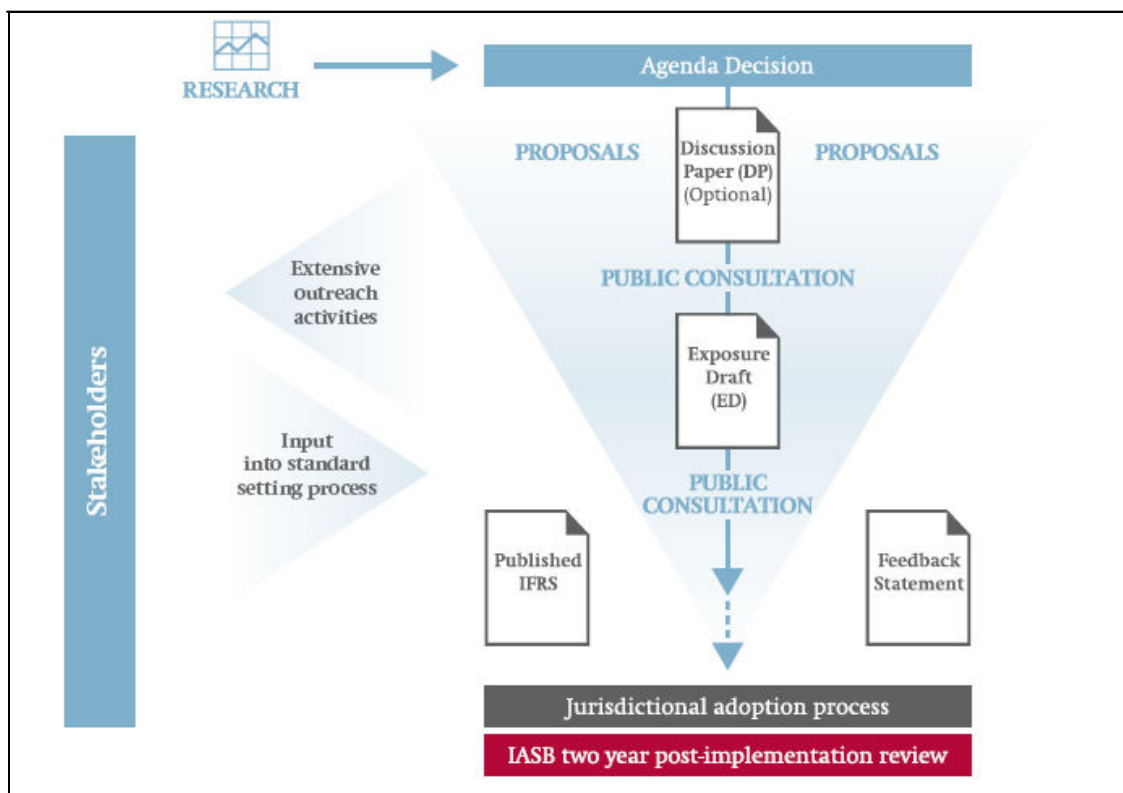 RESEARCH
Agenda Decision
PROPOSALS
Discussion
Paper (DP)
(Optional)
PROPOSALS
Stakeholders
Extensive
outreach
activities
PUBLIC CONSULTATION
Exposure
Draft
(ED)
Input
into standard
setting process
PUBLIC
CONSULTATION
Published
IFRS
Feedback
Statement
Jurisdictional adoption process
IASB two year post-implementation review